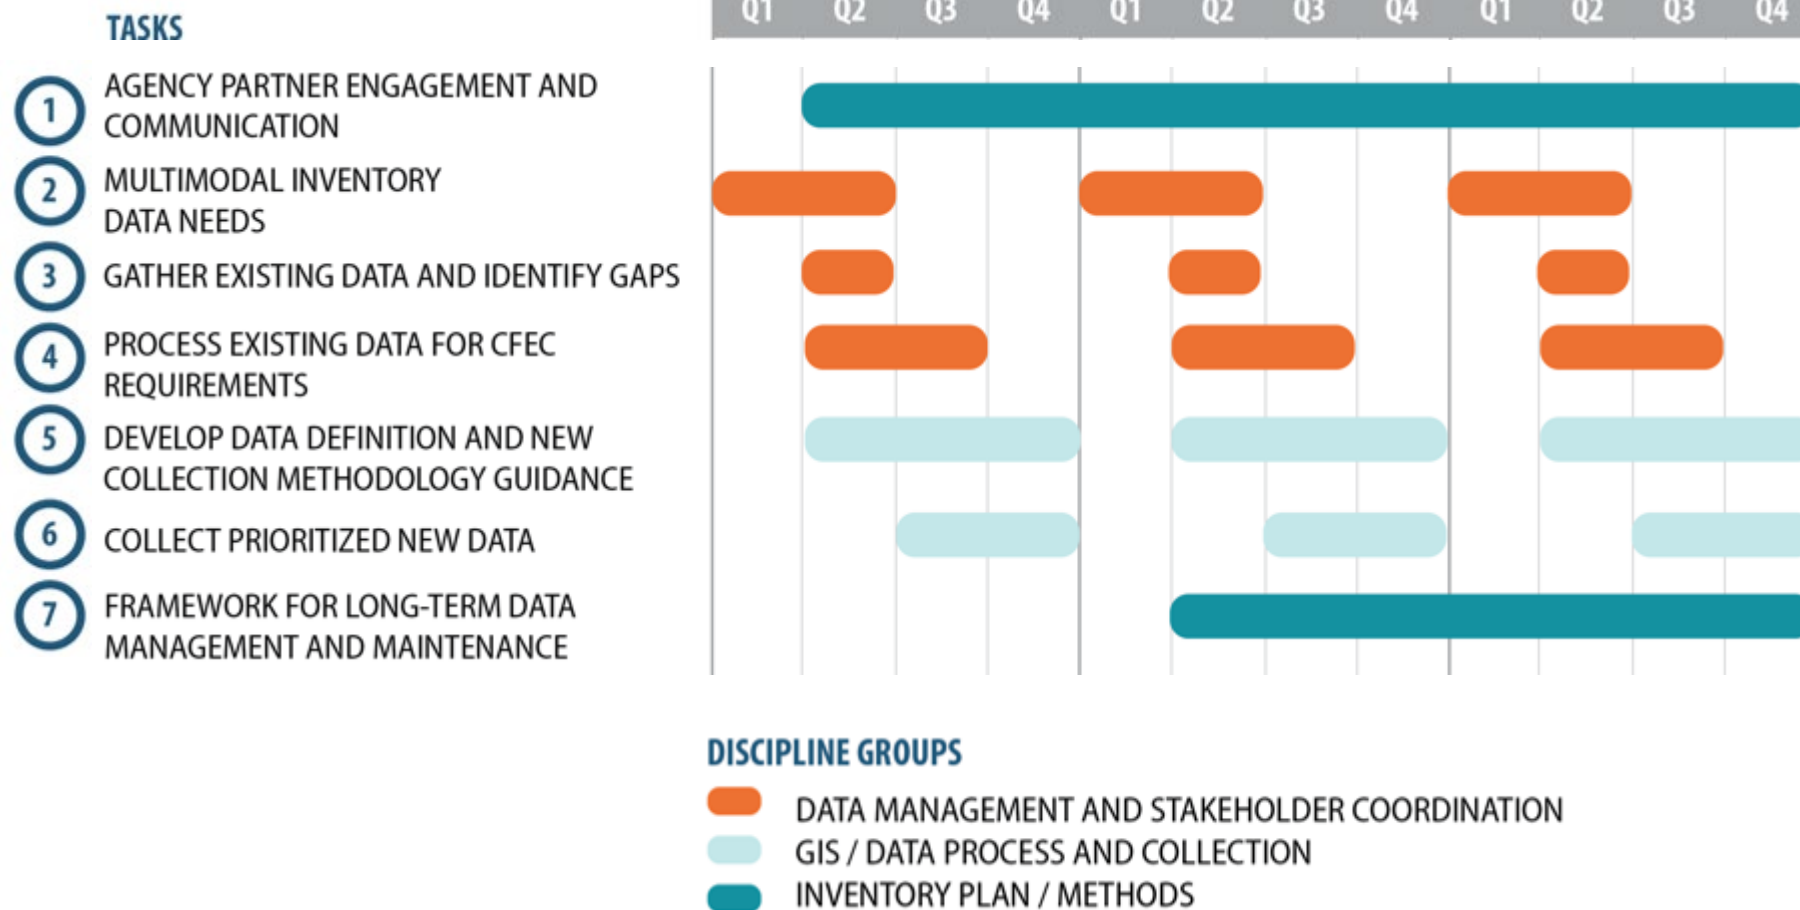 Q1 Q2 Q3 Q4 Q1 Q2 Q3 Q4 Q1 Q2 Q3 Q4
TASKS
1 AGENCY PARTNER ENGAGEMENT AND
COMMUNICATION
2 MULTIMODAL INVENTORY
DATA NEEDS
3 GATHER EXISTING DATA AND IDENTIFY GAPS
4 PROCESS EXISTING DATA FOR CFEC
REQUIREMENTS
5 DEVELOP DATA DEFINITION AND NEW
COLLECTION METHODOLOGY GUIDANCE
6 COLLECT PRIORITIZED NEW DATA
7 FRAMEWORK FOR LONG-TERM DATA
MANAGEMENT AND MAINTENANCE
DISCIPLINE GROUPS
DATA MANAGEMENT AND STAKEHOLDER COORDINATION
GIS / DATA PROCESS AND COLLECTION
INVENTORY PLAN / METHODS